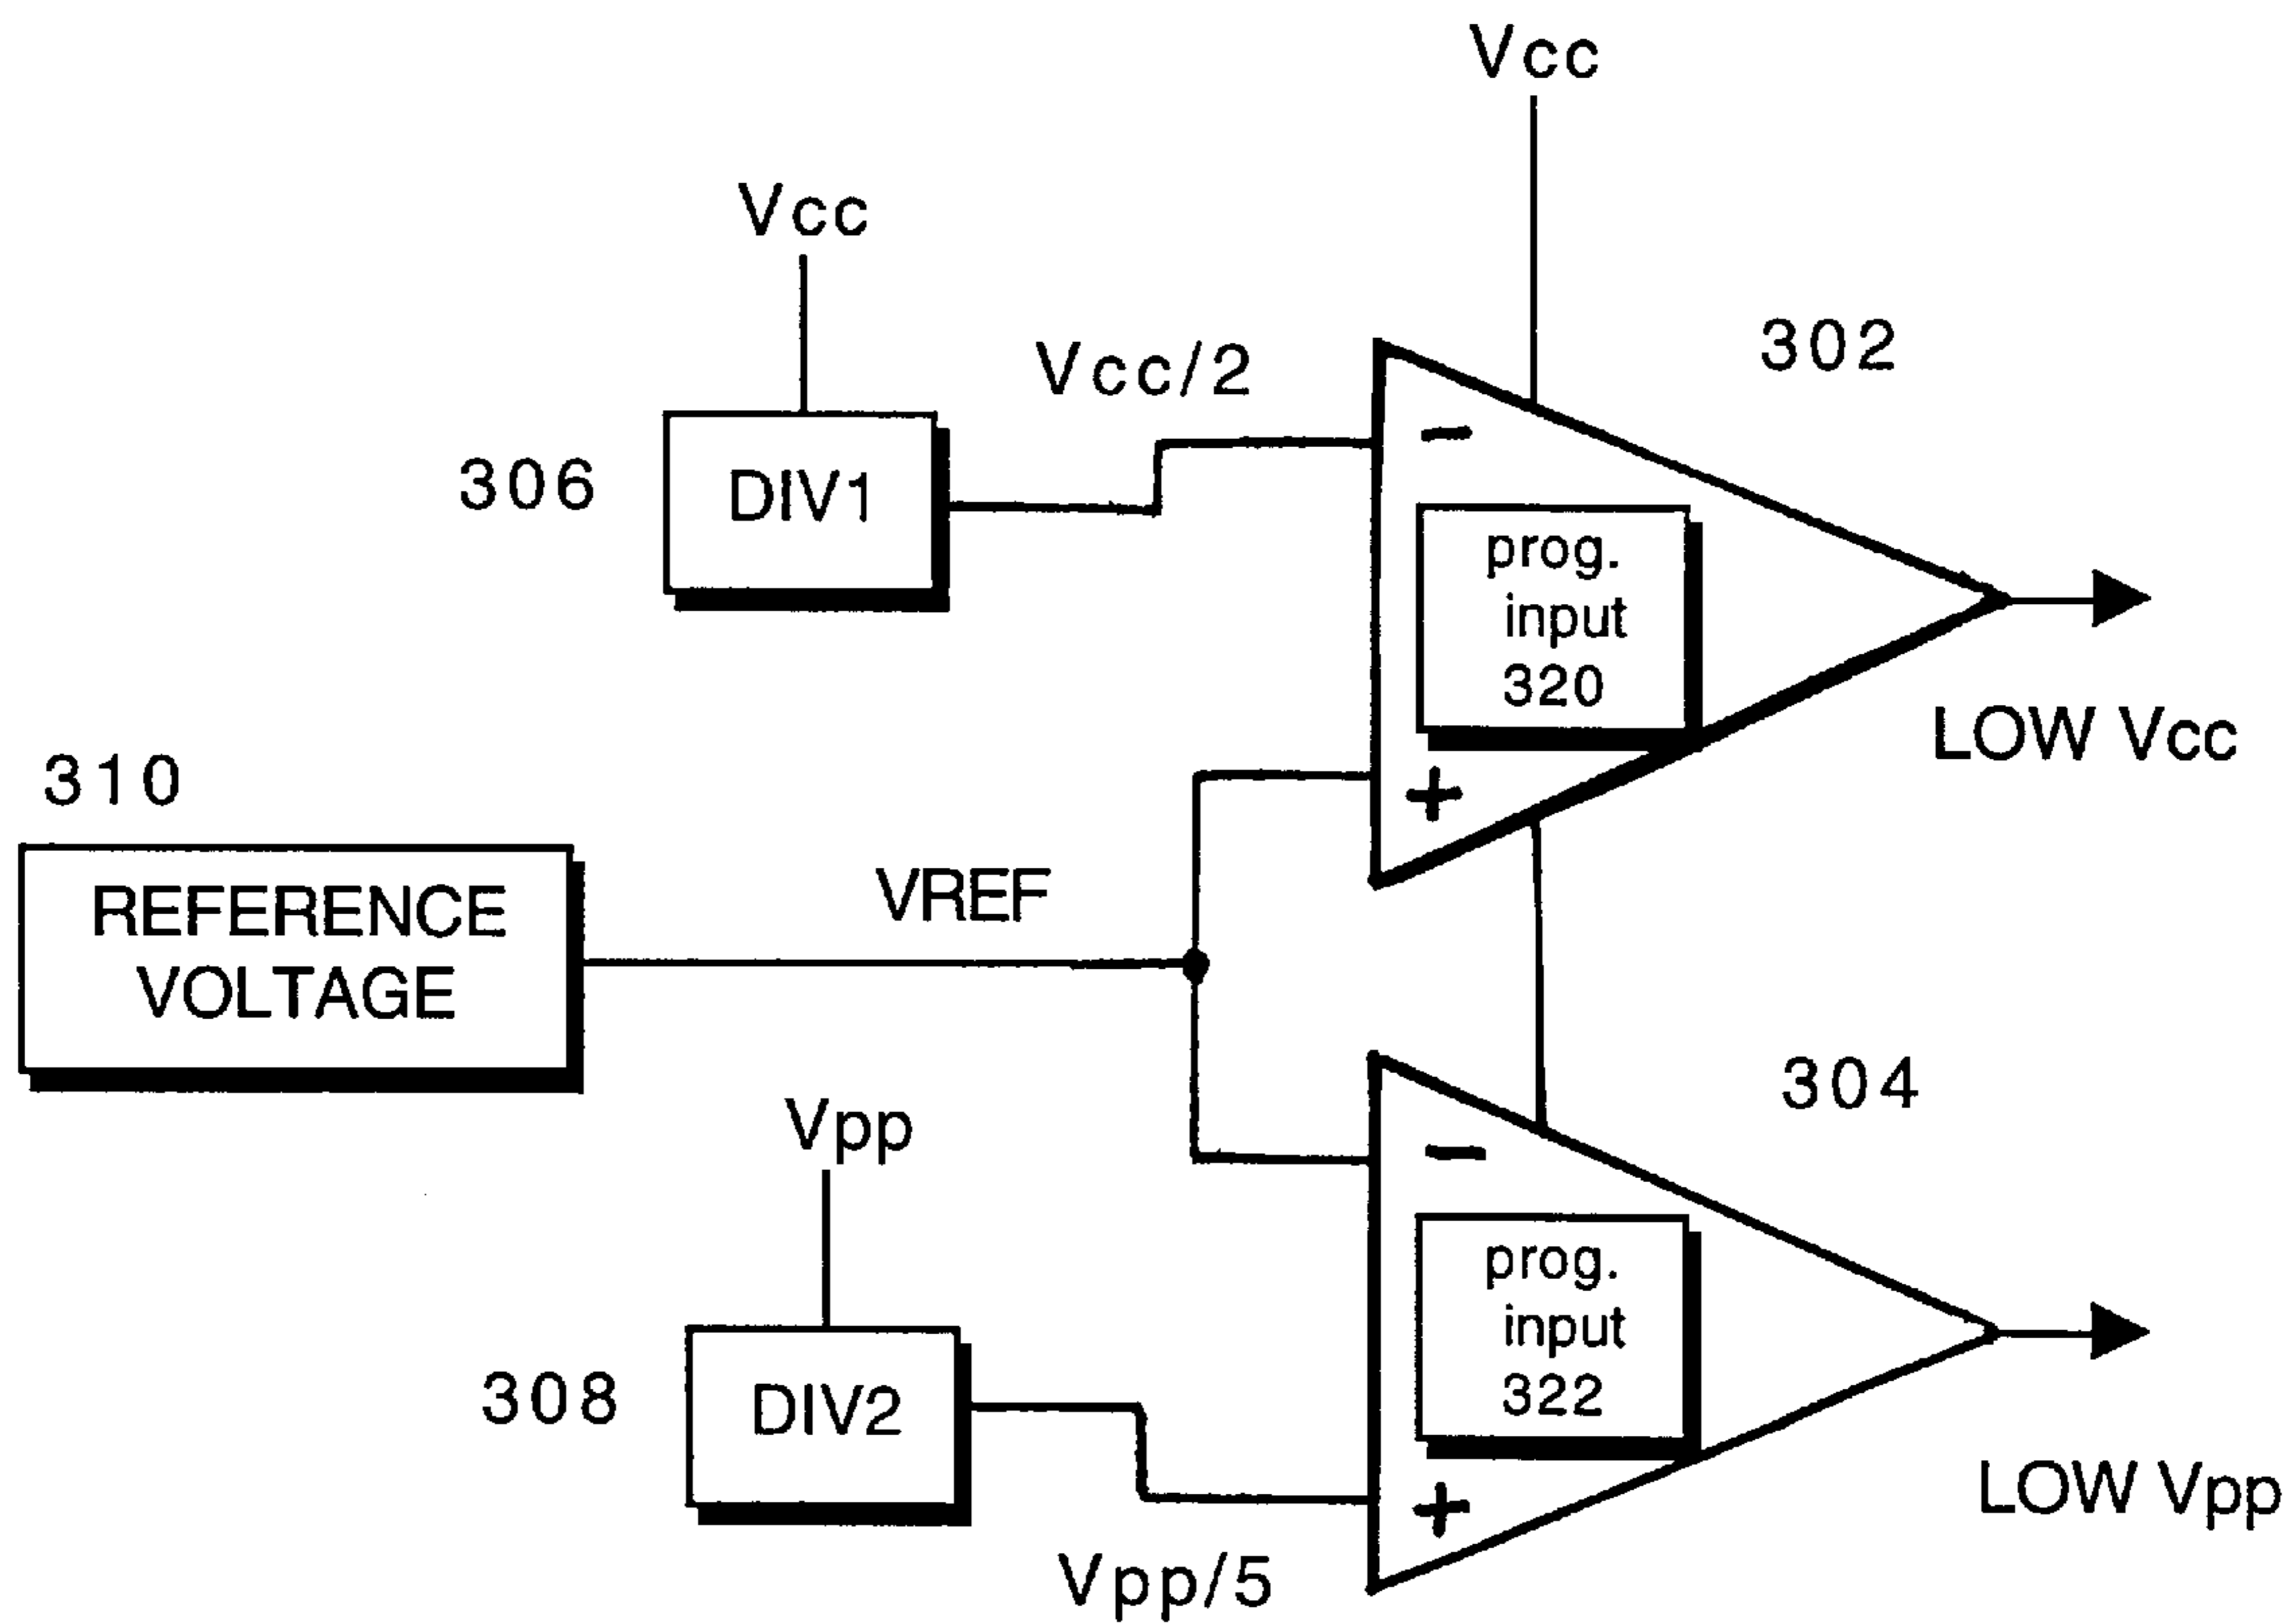 Vcc
Vcc
302
Vcc/2
-
306
DIV1
prog.
input
320
LOW Vcc
310
+
REFERENCE
VOLTAGE
VREF
304
Vpp
-
prog.
input
322
308
DIV2
+
LOW Vpp
Vpp/5